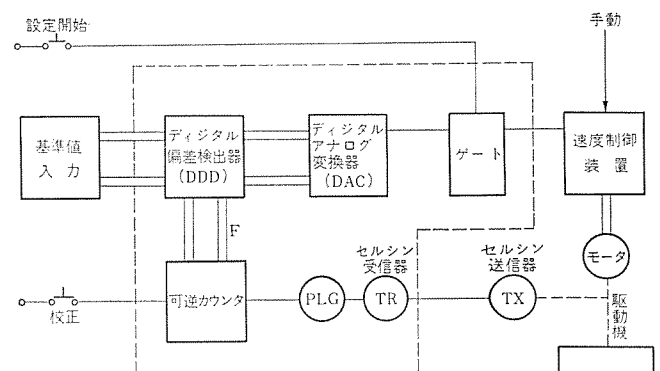 設定開始
手動
基準値
入力
ディジタル
偏差検出器
(DDD)
ディジタル
アナログ
変換器
(DAC)
ゲート
速度制御
装置
F
セルシン
受信器
セルシン
送信器
モータ
校正
可逆カウンタ
PLG
TR
TX
駆動機